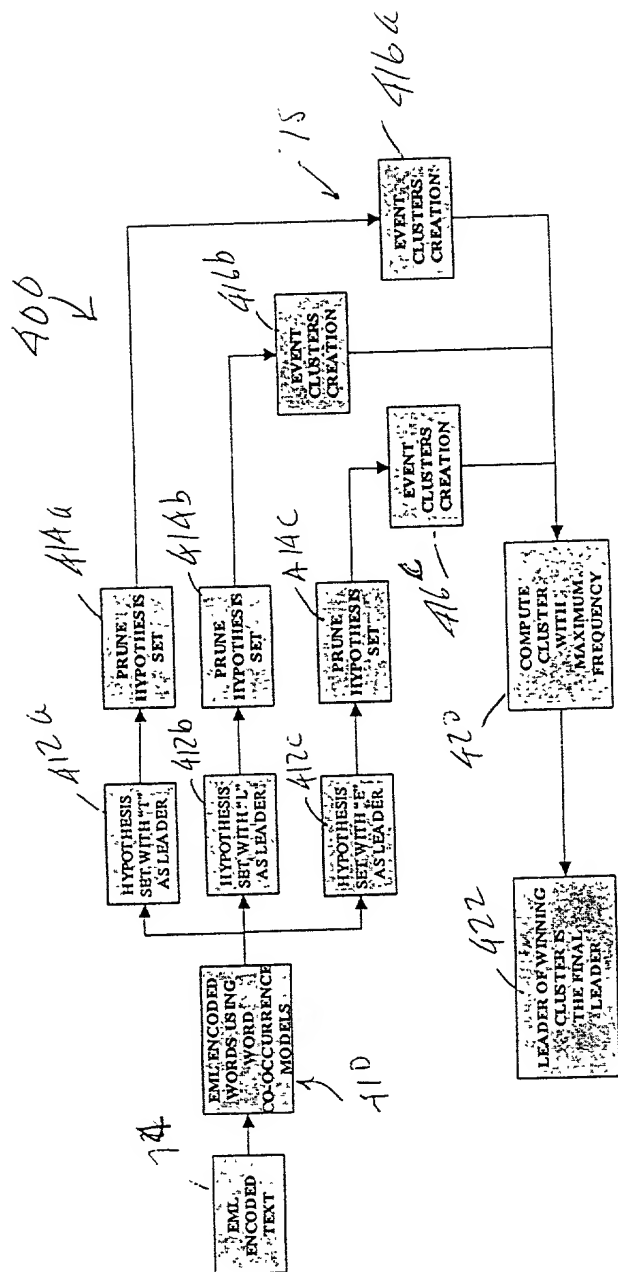 400
15
74
EML
ENCODED
TEXT
410
EML ENCODED
WORDS USING
WORD
CO-OCCURRENCE
MODELS
412a
HYPOTHESIS
SET WITH "T"
AS LEADER
414a
PRUNE
HYPOTHESIS
SET
416a
EVENT
CLUSTERS
CREATION
412b
HYPOTHESIS
SET WITH "L"
AS LEADER
414b
PRUNE
HYPOTHESIS
SET
416b
EVENT
CLUSTERS
CREATION
412c
HYPOTHESIS
SET WITH "E"
AS LEADER
414c
PRUNE
HYPOTHESIS
SET
416c
EVENT
CLUSTERS
CREATION
420
COMPUTE
CLUSTER
WITH
MAXIMUM
FREQUENCY
422
LEADER OF WINNING
CLUSTER IS
THE FINAL
LEADER